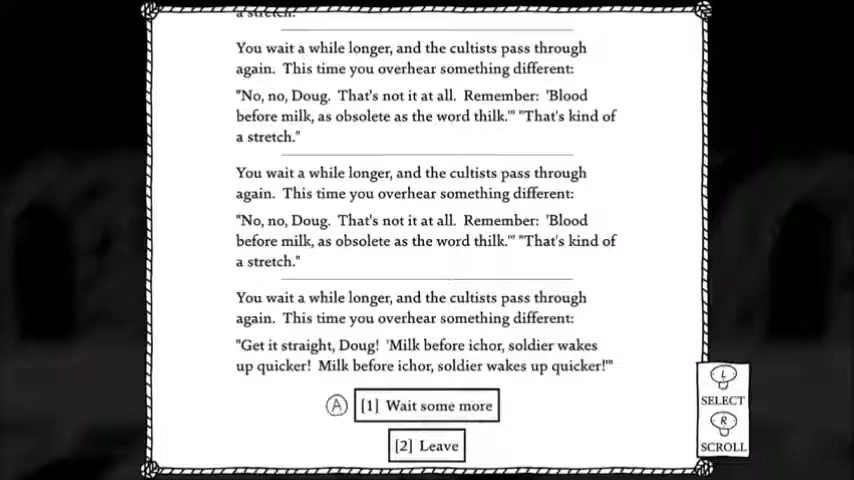 a stretch."
You wait a while longer, and the cultists pass through
again. This time you overhear something different:
"No, no, Doug. That's not it at all. Remember: 'Blood
before milk, as obsolete as the word thilk.'" "That's kind of
a stretch."
You wait a while longer, and the cultists pass through
again. This time you overhear something different:
"No, no, Doug. That's not it at all. Remember: 'Blood
before milk, as obsolete as the word thilk.'" "That's kind of
a stretch."
You wait a while longer, and the cultists pass through
again. This time you overhear something different:
"Get it straight, Doug! 'Milk before ichor, soldier wakes
up quicker! Milk before ichor, soldier wakes up quicker!'"
A [1] Wait some more
[2] Leave
L
SELECT
R
SCROLL